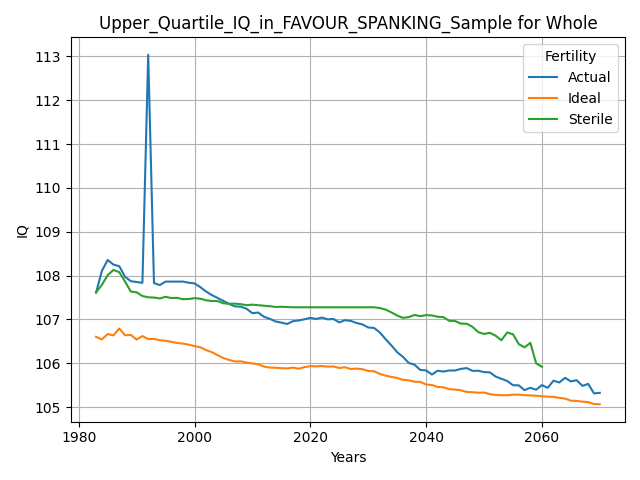 Upper_Quartile_IQ_in_FAVOUR_SPANKING_Sample for Whole
Fertility
Actual
Ideal
Sterile
113
112
111
110
109
108
107
106
105
IQ
1980
2000
2020
2040
2060
Years